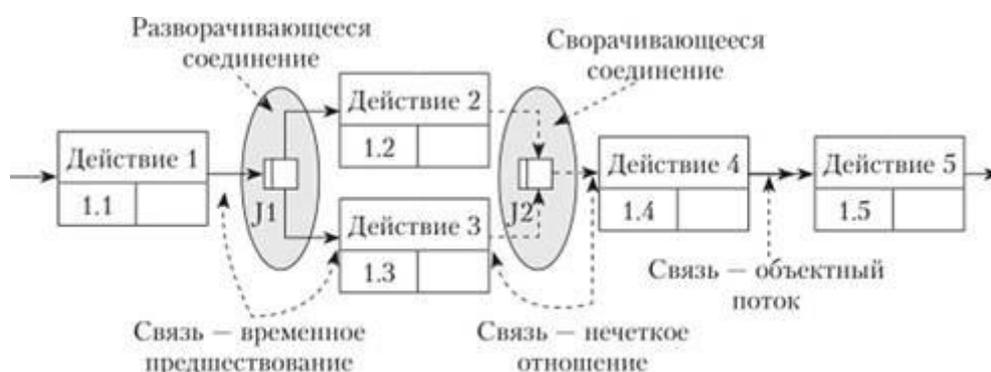 Разворачивающееся
соединение
Сворачивающееся
соединение
Действие 2
1.2
Действие 1
1.1
J1
Действие 3
1.3
J2
Действие 4
1.4
Действие 5
1.5
Связь — объектный
поток
Связь — временное
предшествование
Связь — нечеткое
отношение